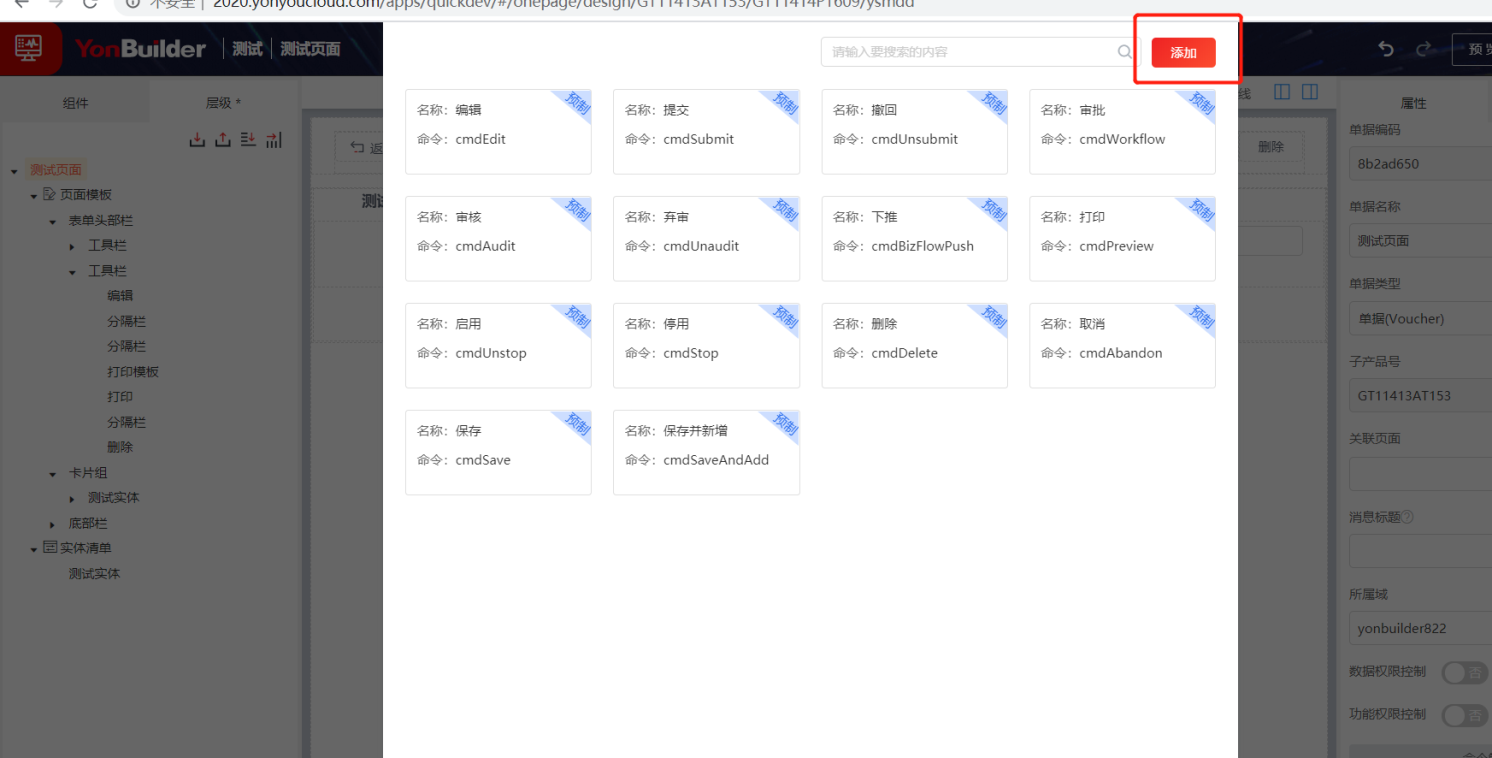 不安全 | 2020.yonyoucloud.com/apps/quickdev/#/onepage/design/GT11413AT153/GT11414PT609/ysmdd
YonBuilder 测试 测试页面
请输入要搜索的内容
添加
组件
层级 *
测试页面
页面模板
表单头部栏
工具栏
工具栏
编辑
分隔栏
分隔栏
打印模板
打印
分隔栏
删除
卡片组
测试实体
底部栏
实体清单
测试实体
名称：编辑
命令：cmdEdit
预制
名称：提交
命令：cmdSubmit
预制
名称：撤回
命令：cmdUnsubmit
预制
名称：审批
命令：cmdWorkflow
预制
名称：审核
命令：cmdAudit
预制
名称：弃审
命令：cmdUnaudit
预制
名称：下推
命令：cmdBizFlowPush
预制
名称：打印
命令：cmdPreview
预制
名称：启用
命令：cmdUnstop
预制
名称：停用
命令：cmdStop
预制
名称：删除
命令：cmdDelete
预制
名称：取消
命令：cmdAbandon
预制
名称：保存
命令：cmdSave
预制
名称：保存并新增
命令：cmdSaveAndAdd
预制
线
删除
属性
单据编码
8b2ad650
单据名称
测试页面
单据类型
单据(Voucher)
子产品号
GT11413AT153
关联页面
消息标题
所属域
yonbuilder822
数据权限控制 否
功能权限控制 否